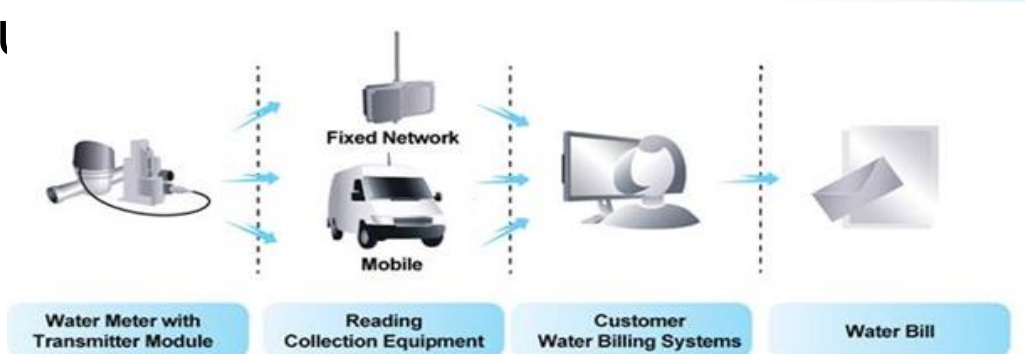 Fixed Network
Mobile
Water Meter with
Transmitter Module
Reading
Collection Equipment
Customer
Water Billing Systems
Water Bill